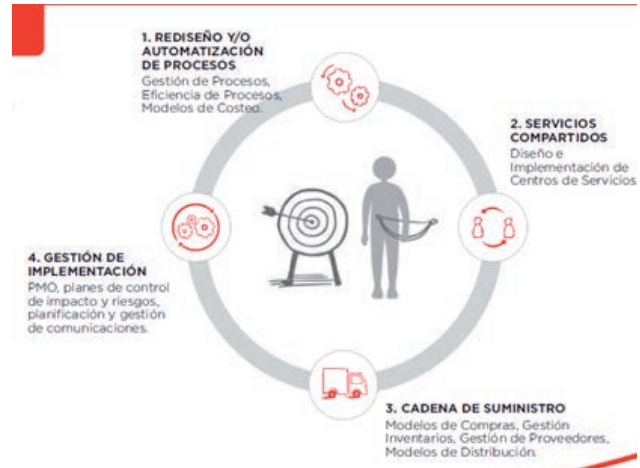 1. REDISEÑO Y/O
AUTOMATIZACIÓN
DE PROCESOS
Gestión de Procesos,
Eficiencia de Procesos,
Modelos de Costeo.
2. SERVICIOS
COMPARTIDOS
Diseño e
Implementación de
Centros de Servicios
3. CADENA DE SUMINISTRO
Modelos de Compras, Gestión
Inventarios, Gestión de Proveedores,
Modelos de Distribución.
4. GESTIÓN DE
IMPLEMENTACIÓN
PMO, planes de control
de impacto y riesgos,
planificación y gestión
de comunicaciones.